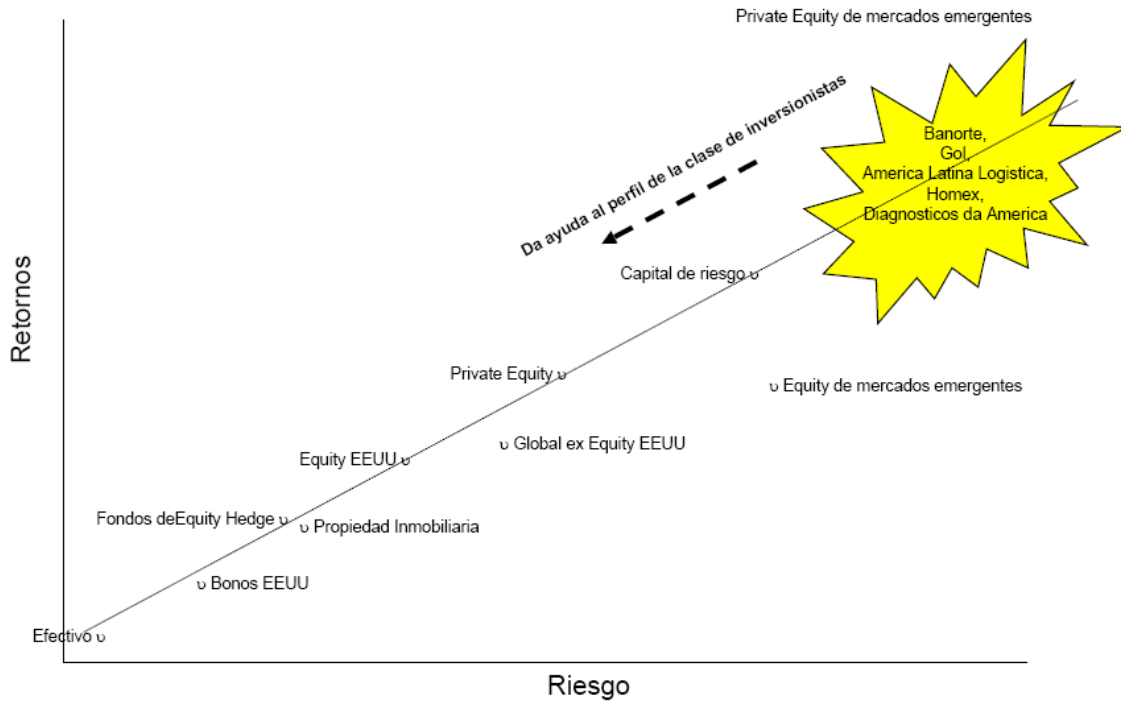 Private Equity de mercados emergentes
Da ayuda al perfil de la clase de inversionistas
Banorte,
Gol,
America Latina Logistica,
Homex,
Diagnosticos da America
Capital de riesgo υ
Private Equity υ
υ Equity de mercados emergentes
υ Global ex Equity EEUU
Equity EEUU υ
Fondos deEquity Hedge υ
υ Propiedad Inmobiliaria
υ Bonos EEUU
Efectivo υ
Retornos
Riesgo